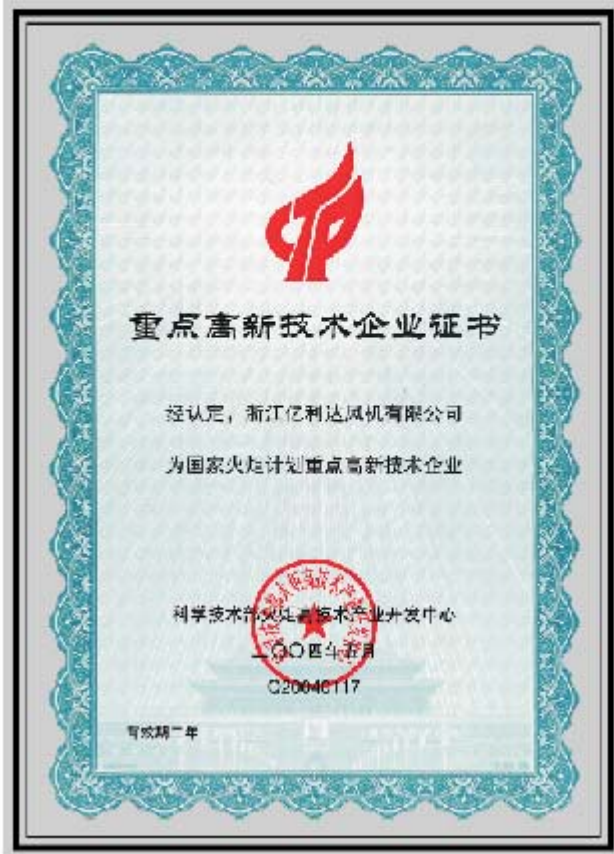 重点高新技术企业证书
经认定，浙江亿利达风机有限公司
为国家火炬计划重点高新技术企业
科学技术部火炬高技术产业开发中心
二〇〇四年五月
Q20040117
有效期二年